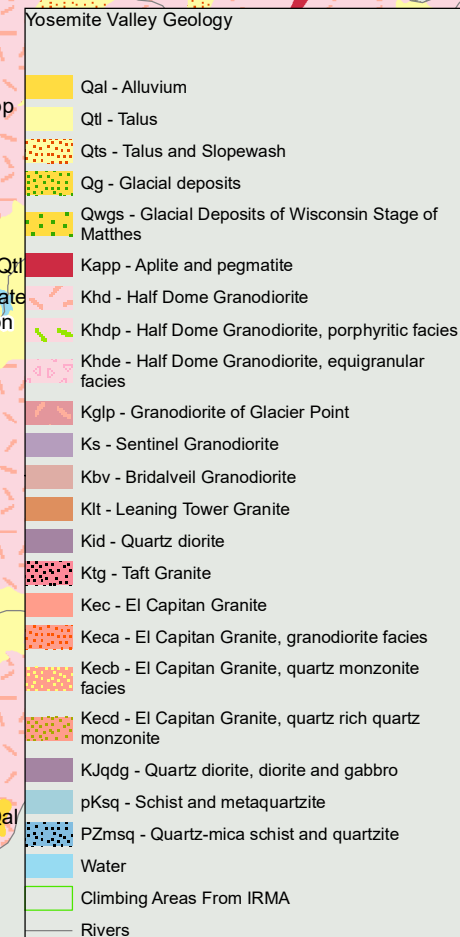 Yosemite Valley Geology
Qal - Alluvium
Qtl - Talus
Qts - Talus and Slopewash
Qg - Glacial deposits
Qwgs - Glacial Deposits of Wisconsin Stage of
Matthes
Kapp - Aplite and pegmatite
Qtl
Khd - Half Dome Granodiorite
ate
Khdp - Half Dome Granodiorite, porphyritic facies
on
Khde - Half Dome Granodiorite, equigranular
facies
Kglp - Granodiorite of Glacier Point
Ks - Sentinel Granodiorite
Kbv - Bridalveil Granodiorite
Klt - Leaning Tower Granite
Kid - Quartz diorite
Ktg - Taft Granite
Kec - El Capitan Granite
Keca - El Capitan Granite, granodiorite facies
Kecb - El Capitan Granite, quartz monzonite
facies
Kecd - El Capitan Granite, quartz rich quartz
monzonite
KJqdg - Quartz diorite, diorite and gabbro
pKsq - Schist and metaquartzite
al
PZmsq - Quartz-mica schist and quartzite
Water
Climbing Areas From IRMA
Rivers